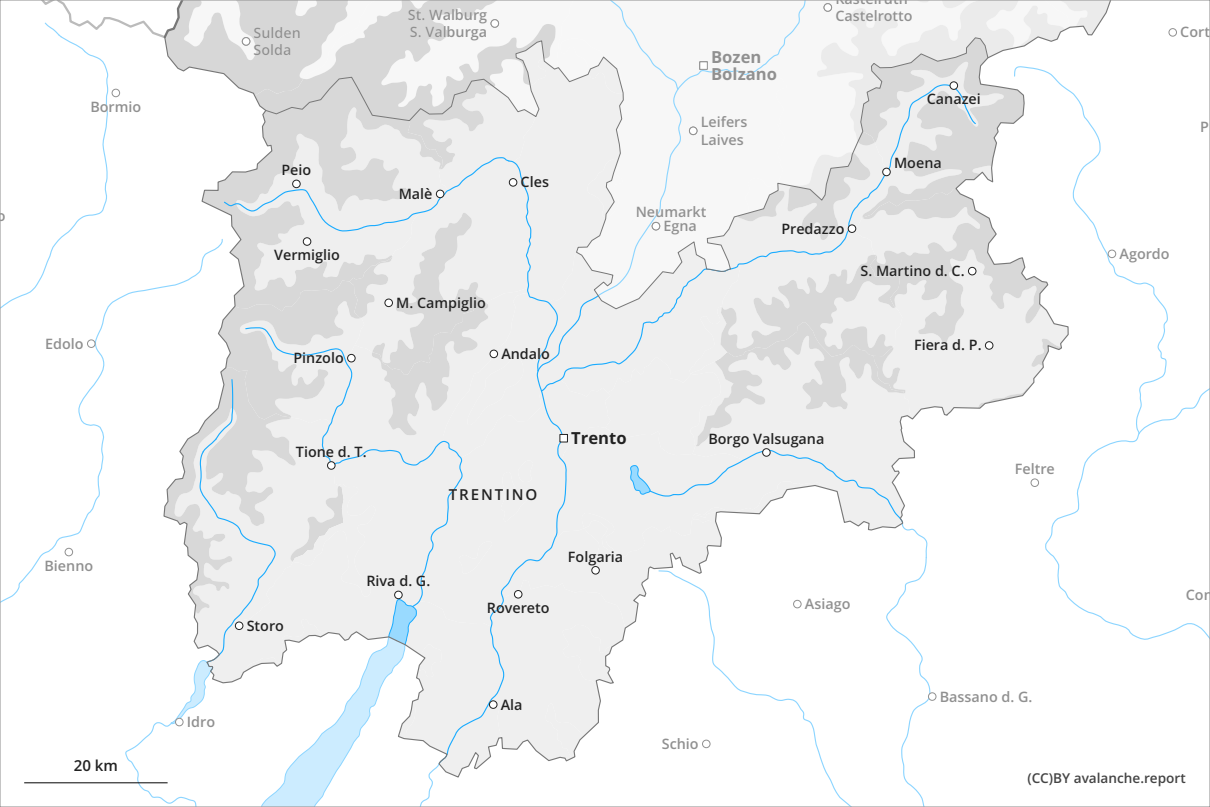 Kastelruth
Castelrotto
St. Walburg
S. Valburga
Sulden
Solda
Cort
Bozen
Bolzano
Bormio
Canazei
Leifers
Laives
P
Moena
Peio
Malè
Cles
Neumarkt
Egna
Predazzo
Vermiglio
Agordo
S. Martino d. C.
M. Campiglio
Edolo
Pinzolo
Andalo
Fiera d. P.
Trento
Borgo Valsugana
Tione d. T.
Feltre
TRENTINO
Bienno
Folgaria
Riva d. G.
Cor
Rovereto
Asiago
Storo
Bassano d. G.
Ala
Idro
Schio
20 km
(CC)BY avalanche.report